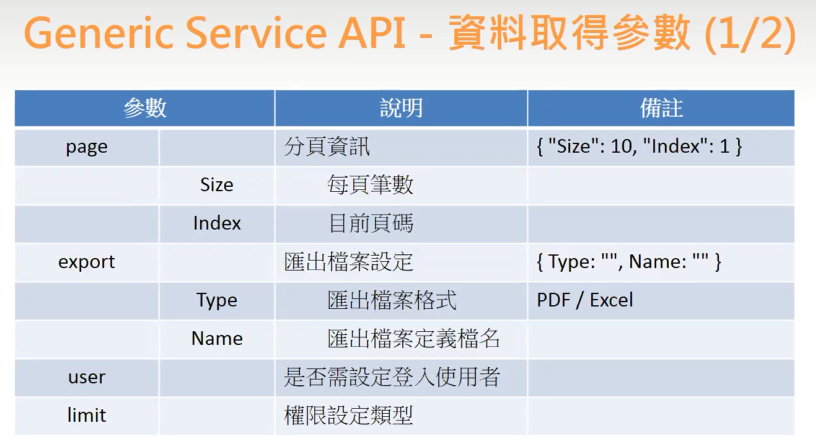 Generic Service API - 資料取得參數 (1/2)
參數 說明 備註
page 分頁資訊 { "Size": 10, "Index": 1 }
Size 每頁筆數
Index 目前頁碼
export 匯出檔案設定 { Type: "", Name: "" }
Type 匯出檔案格式 PDF / Excel
Name 匯出檔案定義檔名
user 是否需設定登入使用者
limit 權限設定類型